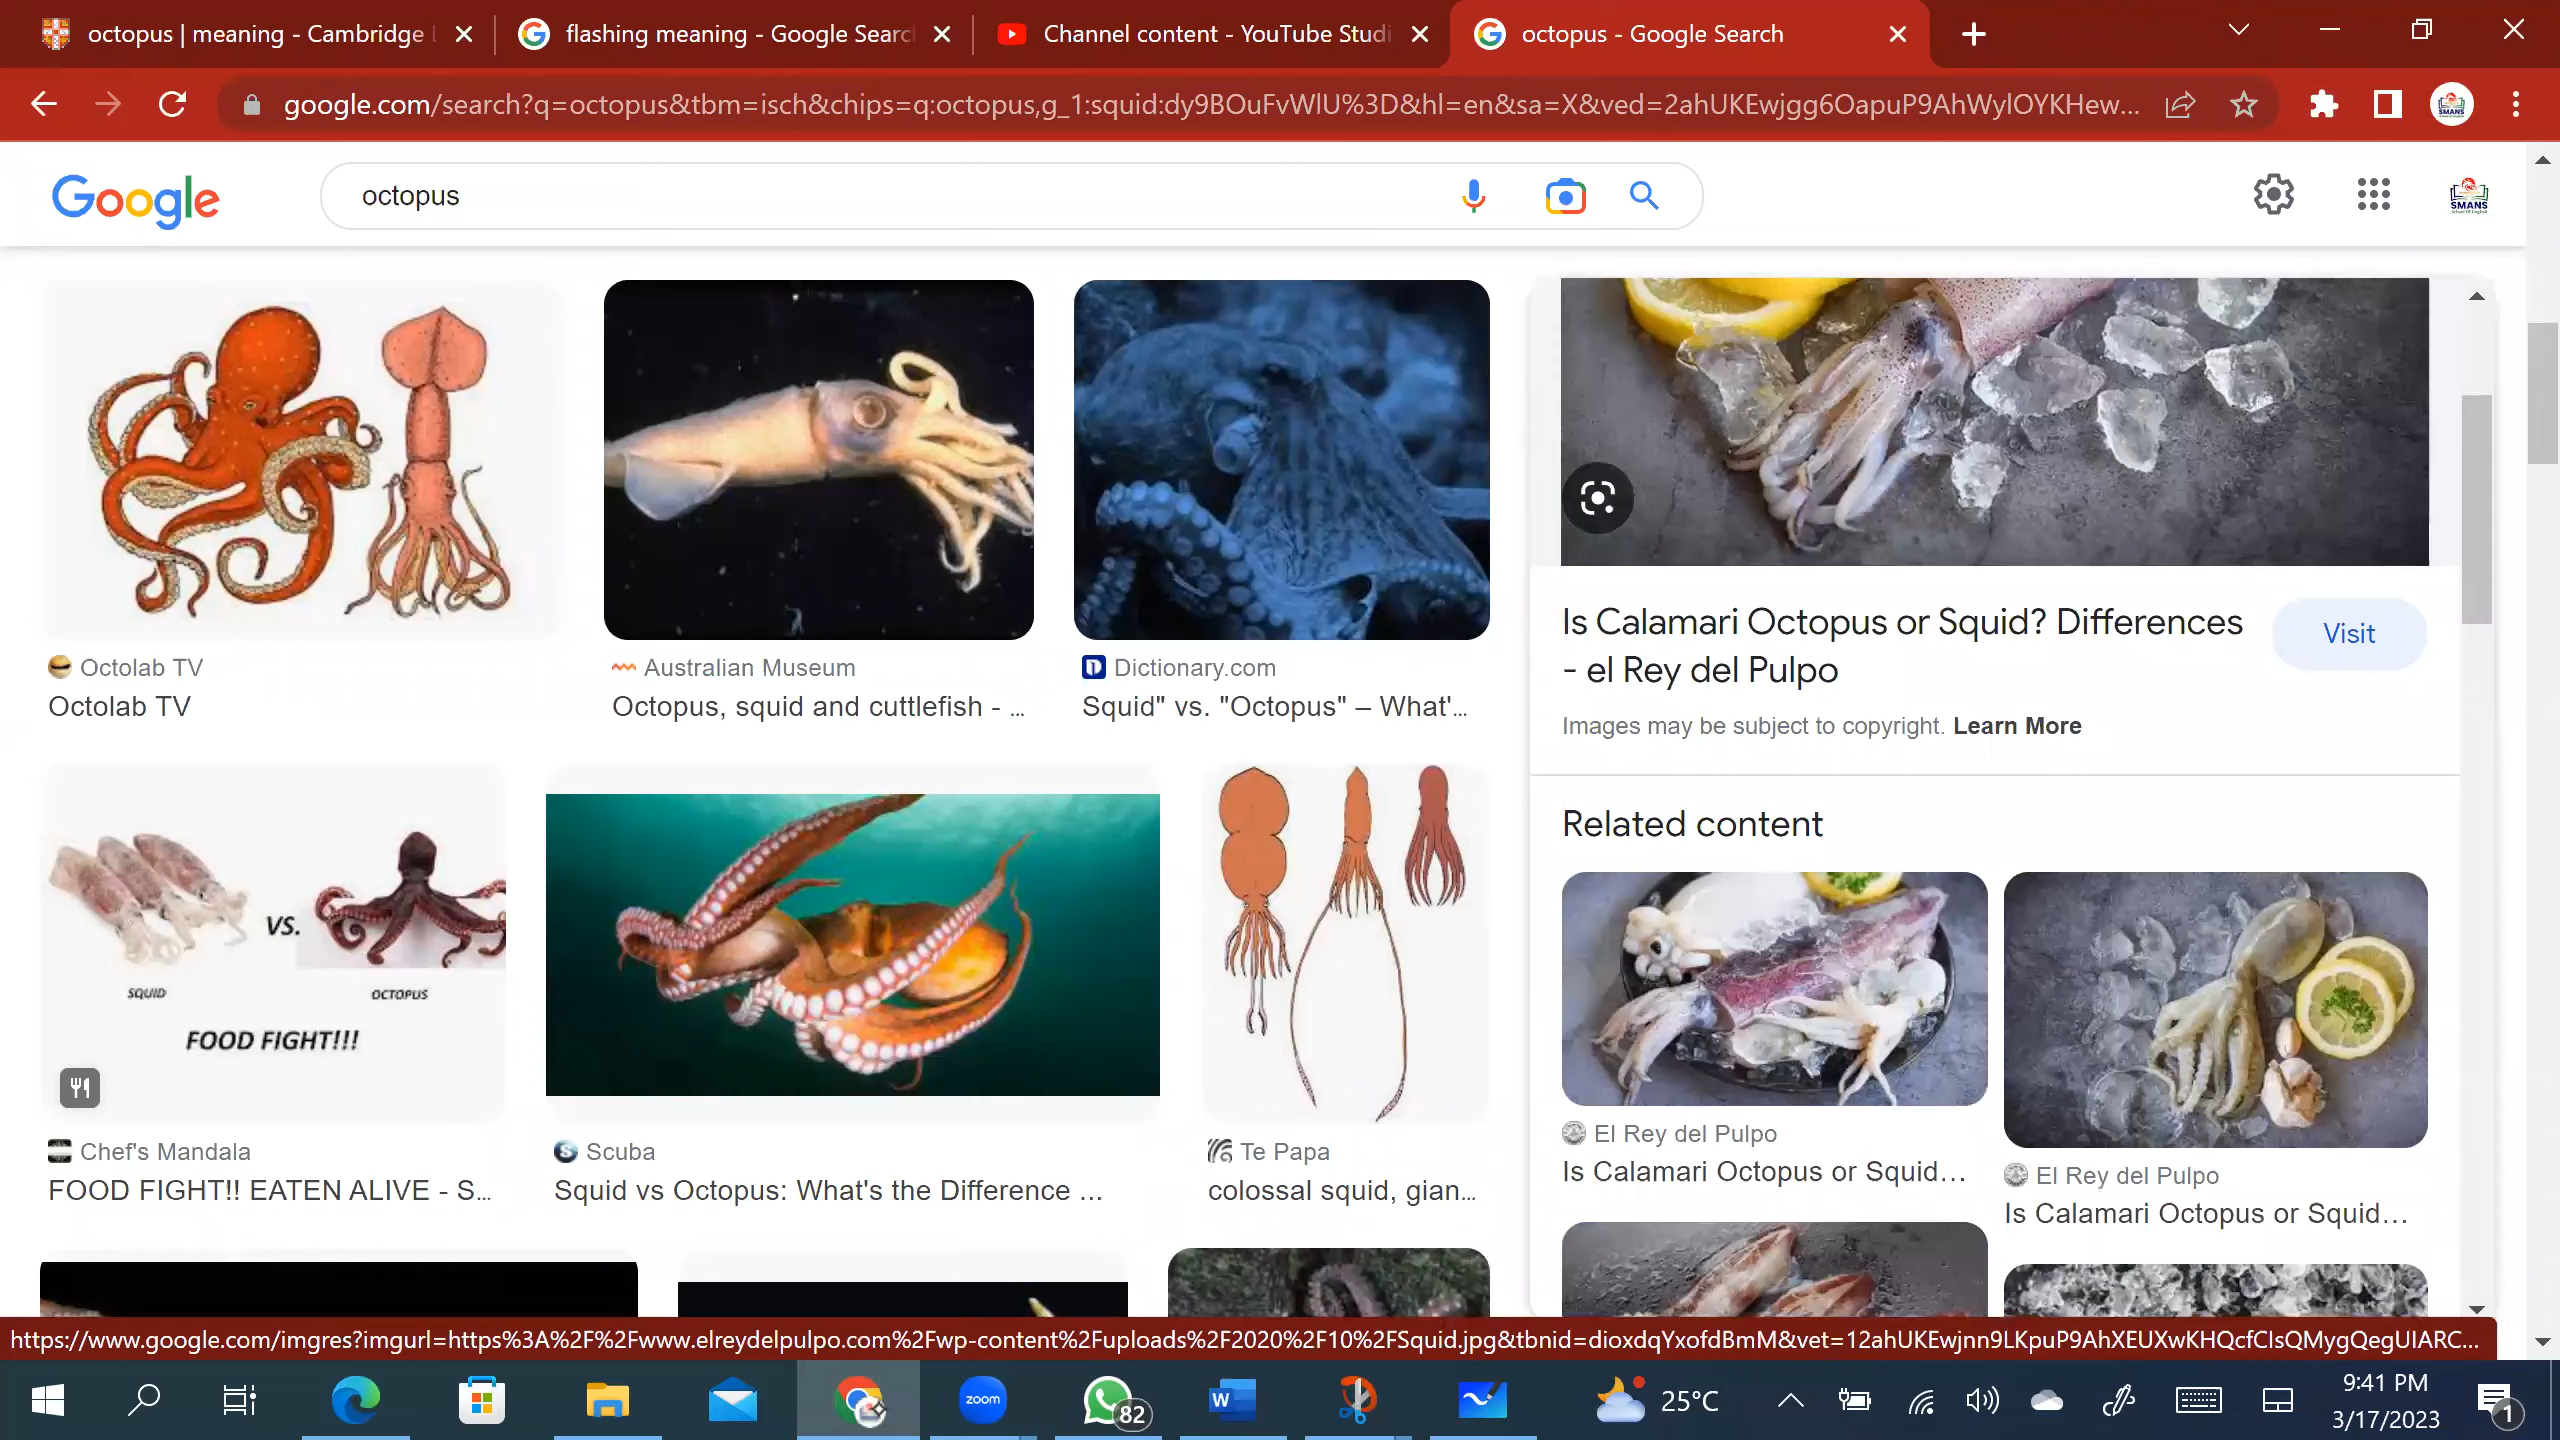 octopus | meaning - Cambridge
flashing meaning - Google Searc
Channel content - YouTube Studi
octopus - Google Search
google.com/search?q=octopus&tbm=isch&chips=q:octopus,g_1:squid:dy9BOuFvWlU%3D&hl=en&sa=X&ved=2ahUKEwjgg6OapuP9AhWylOYKHew...
Google
octopus
SMANS
Octolab TV
Octolab TV
Australian Museum
Octopus, squid and cuttlefish - ...
Dictionary.com
Squid" vs. "Octopus" – What'...
Is Calamari Octopus or Squid? Differences
- el Rey del Pulpo
Visit
Images may be subject to copyright. Learn More
Related content
VS.
SQUID
OCTOPUS
FOOD FIGHT!!!
Chef's Mandala
FOOD FIGHT!! EATEN ALIVE - S...
Scuba
Squid vs Octopus: What's the Difference ...
Te Papa
colossal squid, gian...
El Rey del Pulpo
Is Calamari Octopus or Squid...
El Rey del Pulpo
Is Calamari Octopus or Squid...
https://www.google.com/imgres?imgurl=https%3A%2F%2Fwww.elreydelpulpo.com%2Fwp-content%2Fuploads%2F2020%2F10%2FSquid.jpg&tbnid=dioxdqYxofdBmM&vet=12ahUKEwjnn9LKpuP9AhXEUXwKHQcfCIsQMygQegUIARC...
zoom
82
W
25°C
9:41 PM
3/17/2023
1